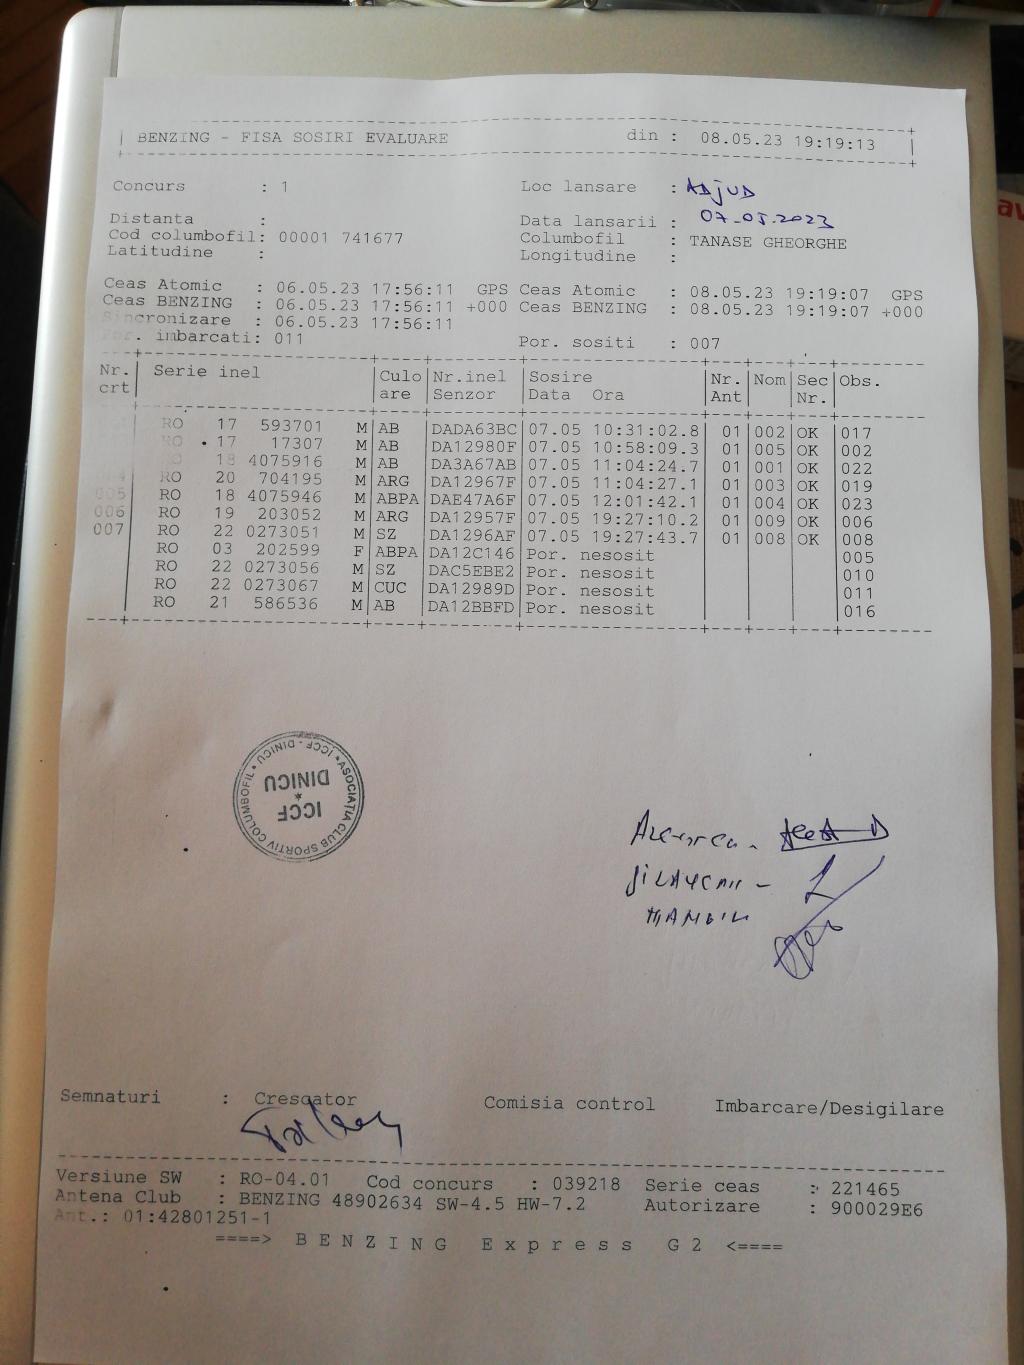 BENZING - FISA SOSIRI EVALUARE din : 08.05.23 19:19:13
Concurs : 1 Loc lansare : ADJUD
Distanta : Data lansarii : 07.05.2023
Cod columbofil: 00001 741677 Columbofil : TANASE GHEORGHE
Latitudine : Longitudine :
Ceas Atomic : 06.05.23 17:56:11 GPS Ceas Atomic : 08.05.23 19:19:07 GPS
Ceas BENZING : 06.05.23 17:56:11 +000 Ceas BENZING : 08.05.23 19:19:07 +000
Sincronizare : 06.05.23 17:56:11
Por. imbarcati: 011 Por. sositi : 007
Nr. Serie inel Culo Nr.inel Sosire Nr. Nom Sec Obs.
crt are Senzor Data Ora Ant Nr.
RO 17 593701 M AB DADA63BC 07.05 10:31:02.8 01 002 OK 017
RO 17 17307 M AB DA12980F 07.05 10:58:09.3 01 005 OK 002
18 4075916 M AB DA3A67AB 07.05 11:04:24.7 01 001 OK 022
004 RO 20 704195 M ARG DA12967F 07.05 11:04:27.1 01 003 OK 019
005 RO 18 4075946 M ABPA DAE47A6F 07.05 12:01:42.1 01 004 OK 023
006 RO 19 203052 M ARG DA12957F 07.05 19:27:10.2 01 009 OK 006
007 RO 22 0273051 M SZ DA1296AF 07.05 19:27:43.7 01 008 OK 008
RO 03 202599 F ABPA DA12C146 Por. nesosit 005
RO 22 0273056 M SZ DAC5EBE2 Por. nesosit 010
RO 22 0273067 M CUC DA12989D Por. nesosit 011
RO 21 586536 M AB DA12BBFD Por. nesosit 016
ASOCIATIA CLUB SPORTIV COLUMBOFIL • ICCF - DINICU •
ICCF
*
DINICU
Semnaturi : Crescator Comisia control Imbarcare/Desigilare
Versiune SW : RO-04.01 Cod concurs : 039218 Serie ceas : 221465
Antena Club : BENZING 48902634 SW-4.5 HW-7.2 Autorizare : 900029E6
Ant.: 01:42801251-1
====> BENZING Express G2 <====